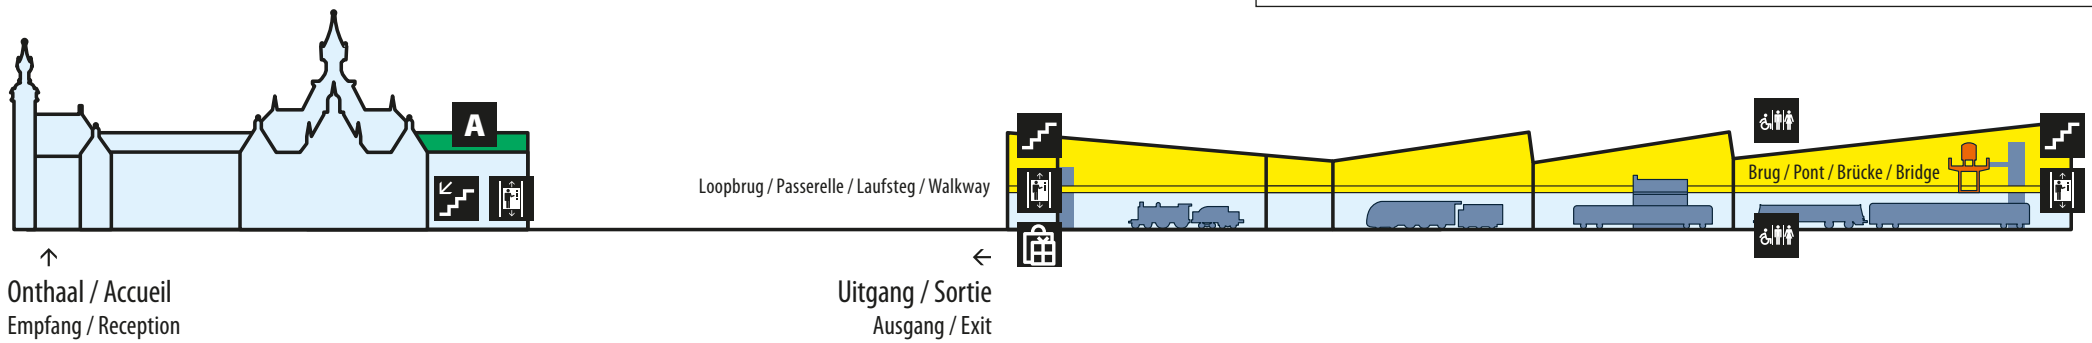 A
Loopbrug / Passerelle / Laufsteg / Walkway
Brug / Pont / Brücke / Bridge
Onthaal / Accueil
Empfang / Reception
Uitgang / Sortie
Ausgang / Exit